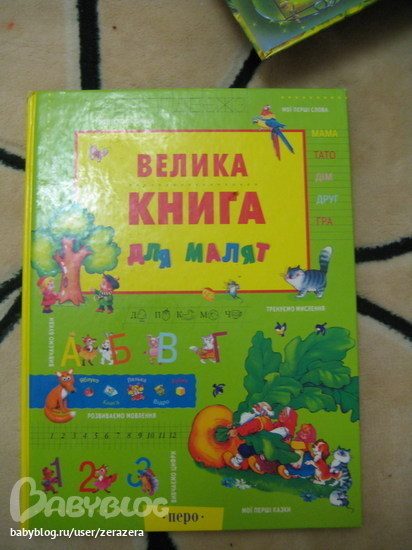 МОЇ ПЕРШІ СЛОВА
МАМА
ТАТО
ДІМ
ДРУГ
ГРА
ВЕЛИКА
КНИГА
ДЛЯ МАЛЯТ
Д П К М Ч
ТРЕНУЄМО МИСЛЕННЯ
А Б В Г
РОЗВИВАЄМО МОВЛЕННЯ
1 2 3 4 5 6 7 8 9 10 11 12
1 2 3
ВИВЧАЄМО ЦИФРИ
МОЇ ПЕРШІ КАЗКИ
перо
BABYBLOG
babyblog.ru/user/zerazera